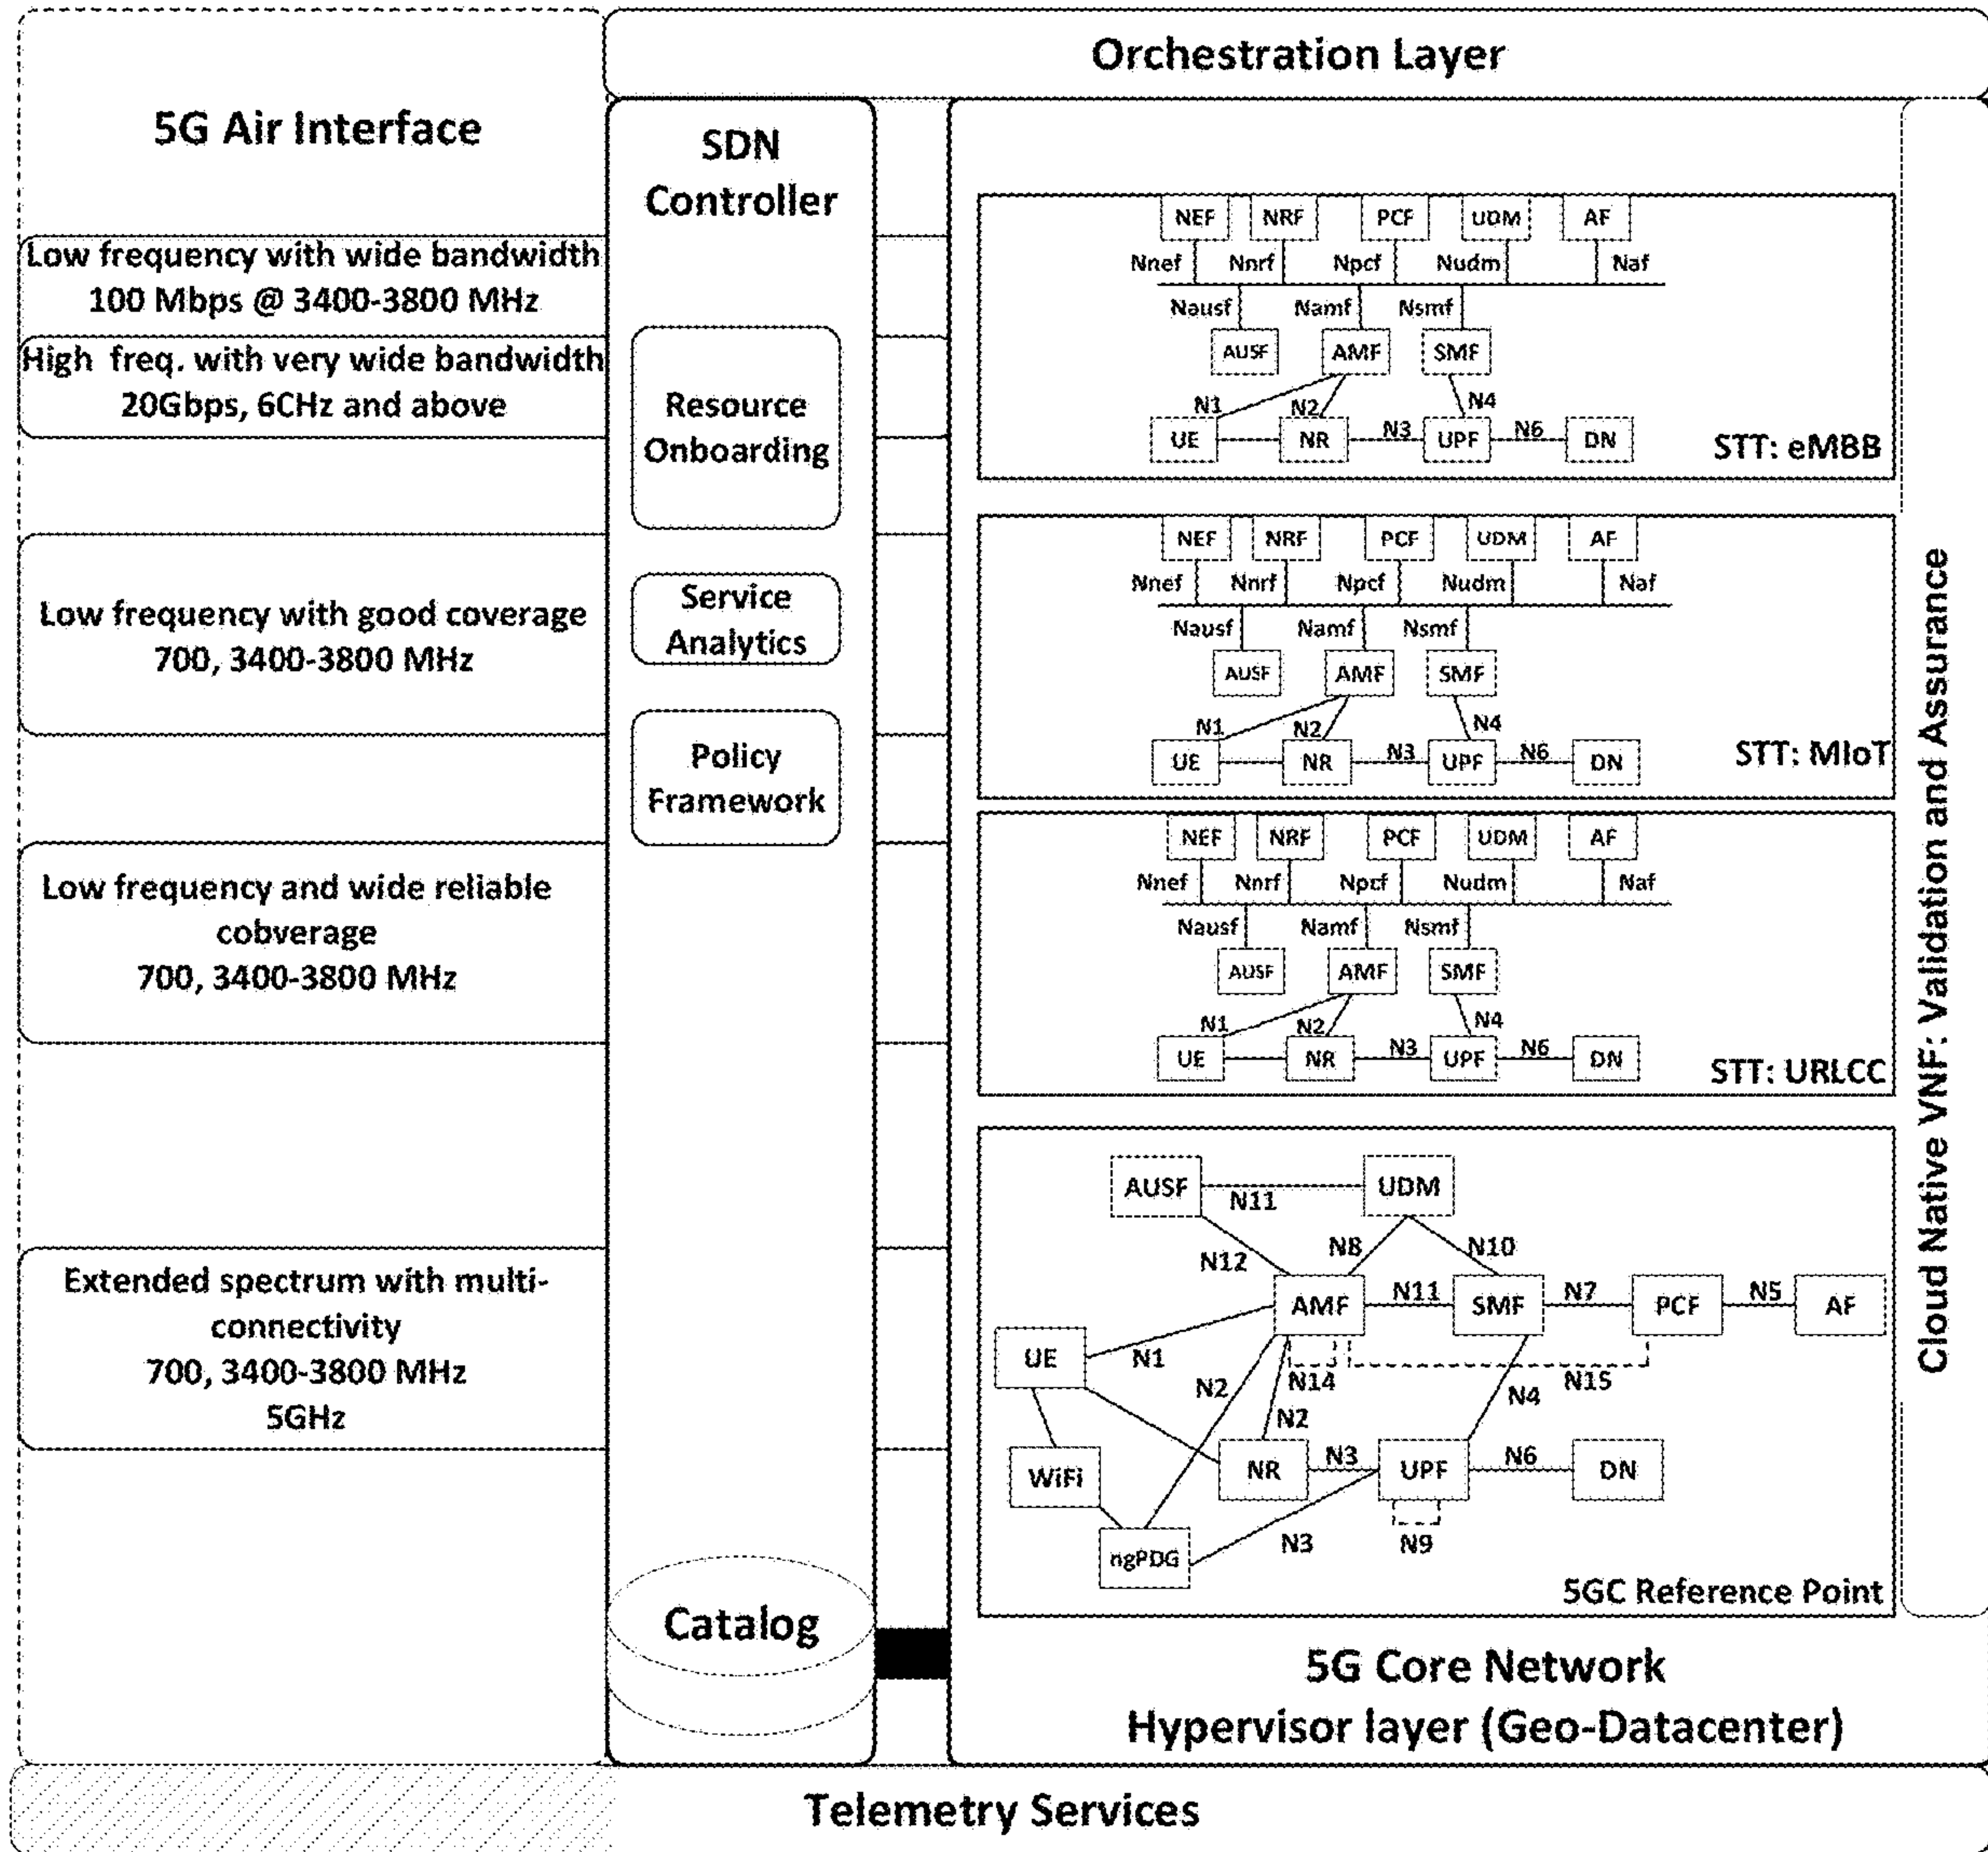 Orchestration Layer
5G Air Interface
Low frequency with wide bandwidth
100 Mbps @ 3400-3800 MHz
High freq. with very wide bandwidth
20Gbps, 6CHz and above
Low frequency with good coverage
700, 3400-3800 MHz
Low frequency and wide reliable
cobverage
700, 3400-3800 MHz
Extended spectrum with multi-
connectivity
700, 3400-3800 MHz
5GHz
SDN
Controller
Resource
Onboarding
Service
Analytics
Policy
Framework
Catalog
NEF NRF PCF UDM AF
Nnef Nnrf Npcf Nudm Naf
Nausf Namf Nsmf
AUSF AMF SMF
N1 N2 N4
UE NR N3 UPF N6 DN
STT: eMBB
NEF NRF PCF UDM AF
Nnef Nnrf Npcf Nudm Naf
Nausf Namf Nsmf
AUSF AMF SMF
N1 N2 N4
UE NR N3 UPF N6 DN
STT: MIoT
NEF NRF PCF UDM AF
Nnef Nnrf Npcf Nudm Naf
Nausf Namf Nsmf
AUSF AMF SMF
N1 N2 N4
UE NR N3 UPF N6 DN
STT: URLCC
AUSF N11 UDM
N12 N8 N10
AMF N11 SMF N7 PCF N5 AF
UE N1
N2 N14 N4 N15
N2
WiFi NR N3 UPF N6 DN
ngPDG N3 N9
5GC Reference Point
5G Core Network
Hypervisor layer (Geo-Datacenter)
Cloud Native VNF: Validation and Assurance
Telemetry Services